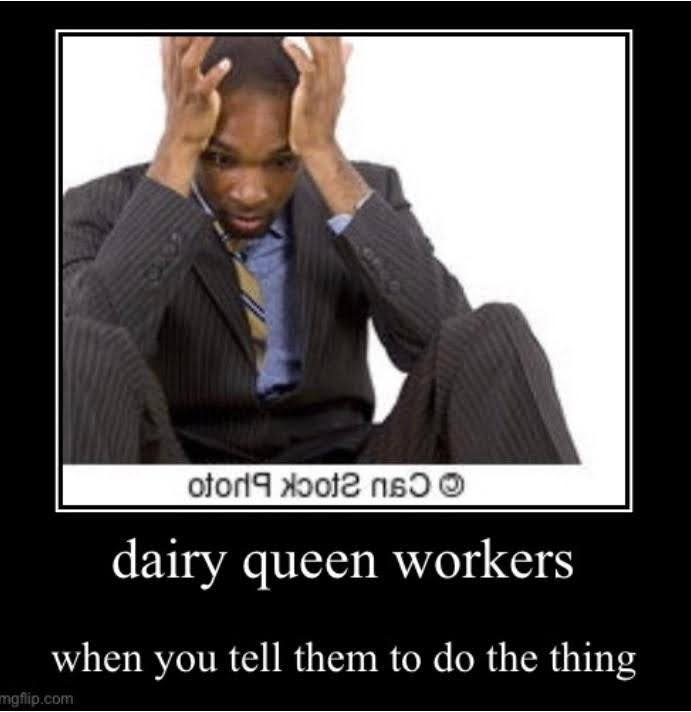 © Can Stock Photo
dairy queen workers
when you tell them to do the thing
mgflip.com